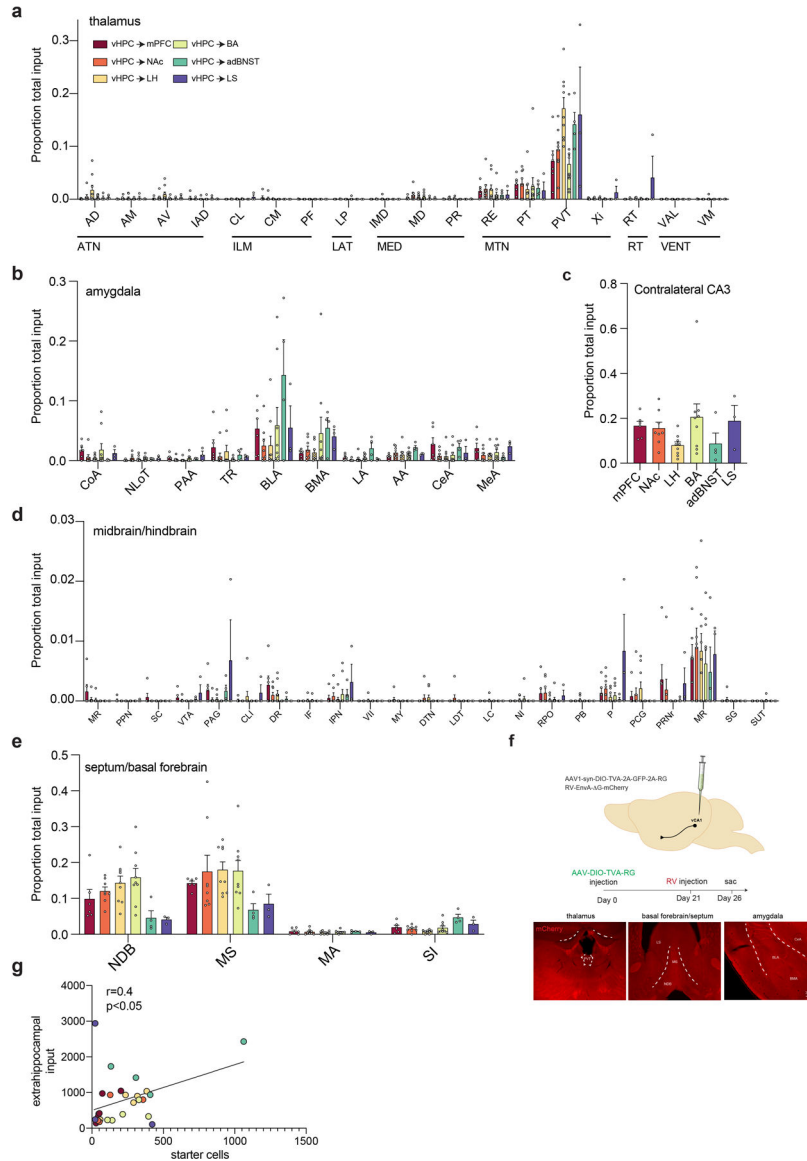 a
thalamus
vHPC➔mPFC vHPC➔BA
vHPC➔NAc vHPC➔adBNST
vHPC➔LH vHPC➔LS
Proportion total input
0.3
0.2
0.1
0.0
AD AM AV IAD CL CM PF LP IMD MD PR RE PT PVT Xi RT VAL VM
ATN ILM LAT MED MTN RT VENT
b
amygdala
Proportion total input
0.3
0.2
0.1
0.0
CoA NLoT PAA TR BLA BMA LA AA CeA MeA
c
Contralateral CA3
Proportion total input
0.8
0.6
0.4
0.2
0.0
mPFC NAc LH BA adBNST LS
d
midbrain/hindbrain
Proportion total input
0.03
0.02
0.01
0.00
MR PPN SC VTA PAG CLI DR IF IPN VII MY DTN LDT LC NI RPO PB P PCG PRNr MR SG SUT
e
septum/basal forebrain
Proportion total input
0.5
0.4
0.3
0.2
0.1
0.0
NDB MS MA SI
f
AAV1-syn-DIO-TVA-2A-GFP-2A-RG
RV-EnvA-ΔG-mCherry
vCA1
AAV-DIO-TVA-RG
injection RV injection sac
Day 0 Day 21 Day 26
thalamus basal forebrain/septum amygdala
mCherry
LS
MS
NDB
BLA
BMA
g
r=0.4
p<0.05
extrahippocampal
input
4000
3000
2000
1000
0
0 500 1000 1500
starter cells